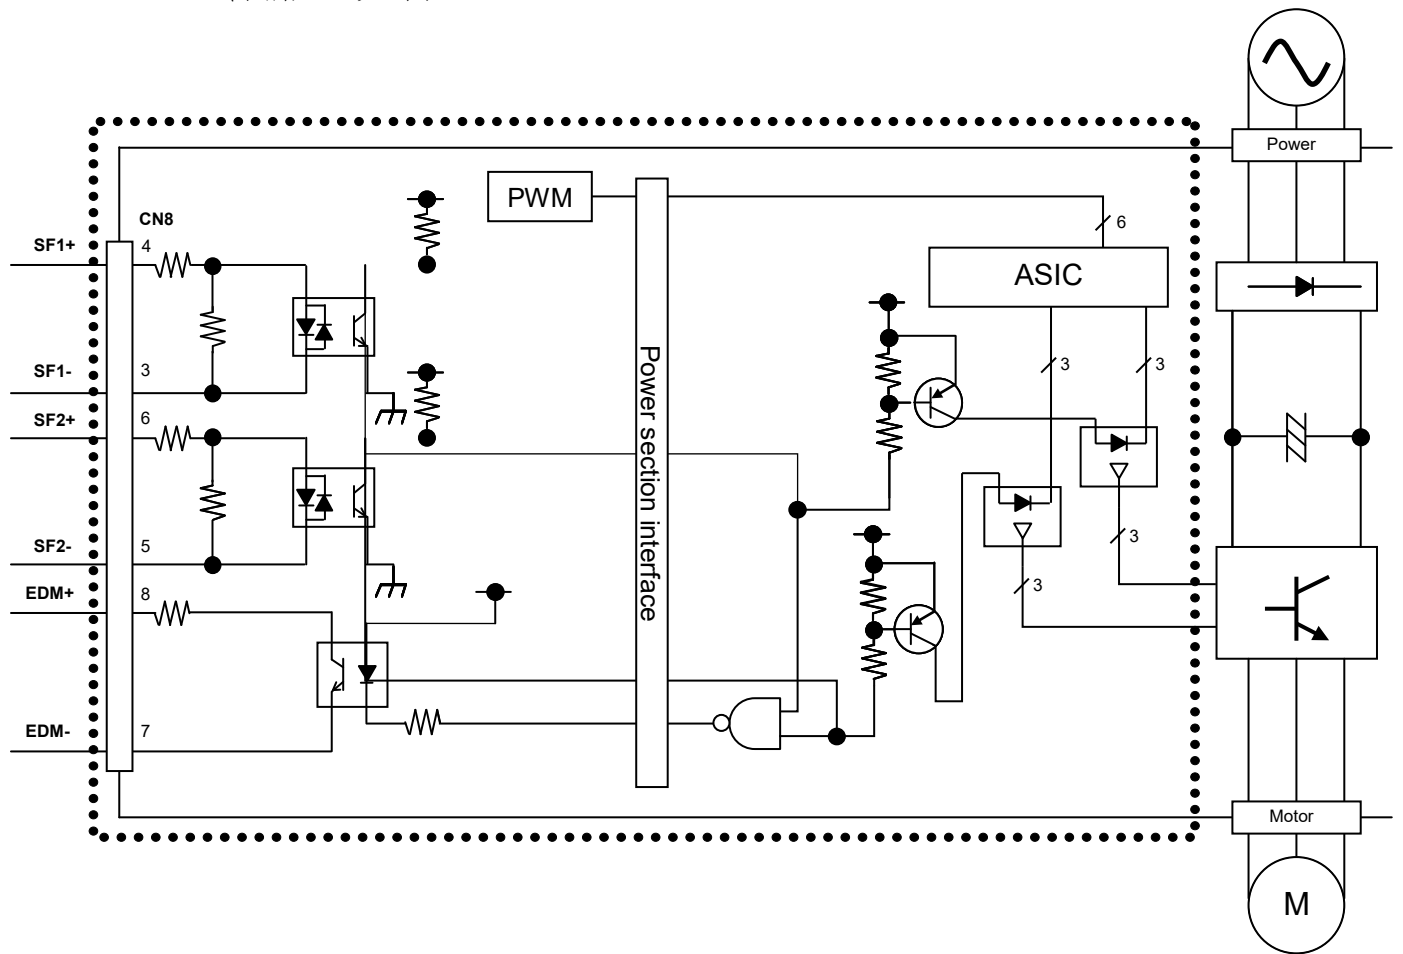 Power
PWM
CN8
6
SF1+
4
ASIC
SF1-
3
3
3
SF2+
6
Power section interface
SF2-
5
3
3
EDM+
8
EDM-
7
Motor
M